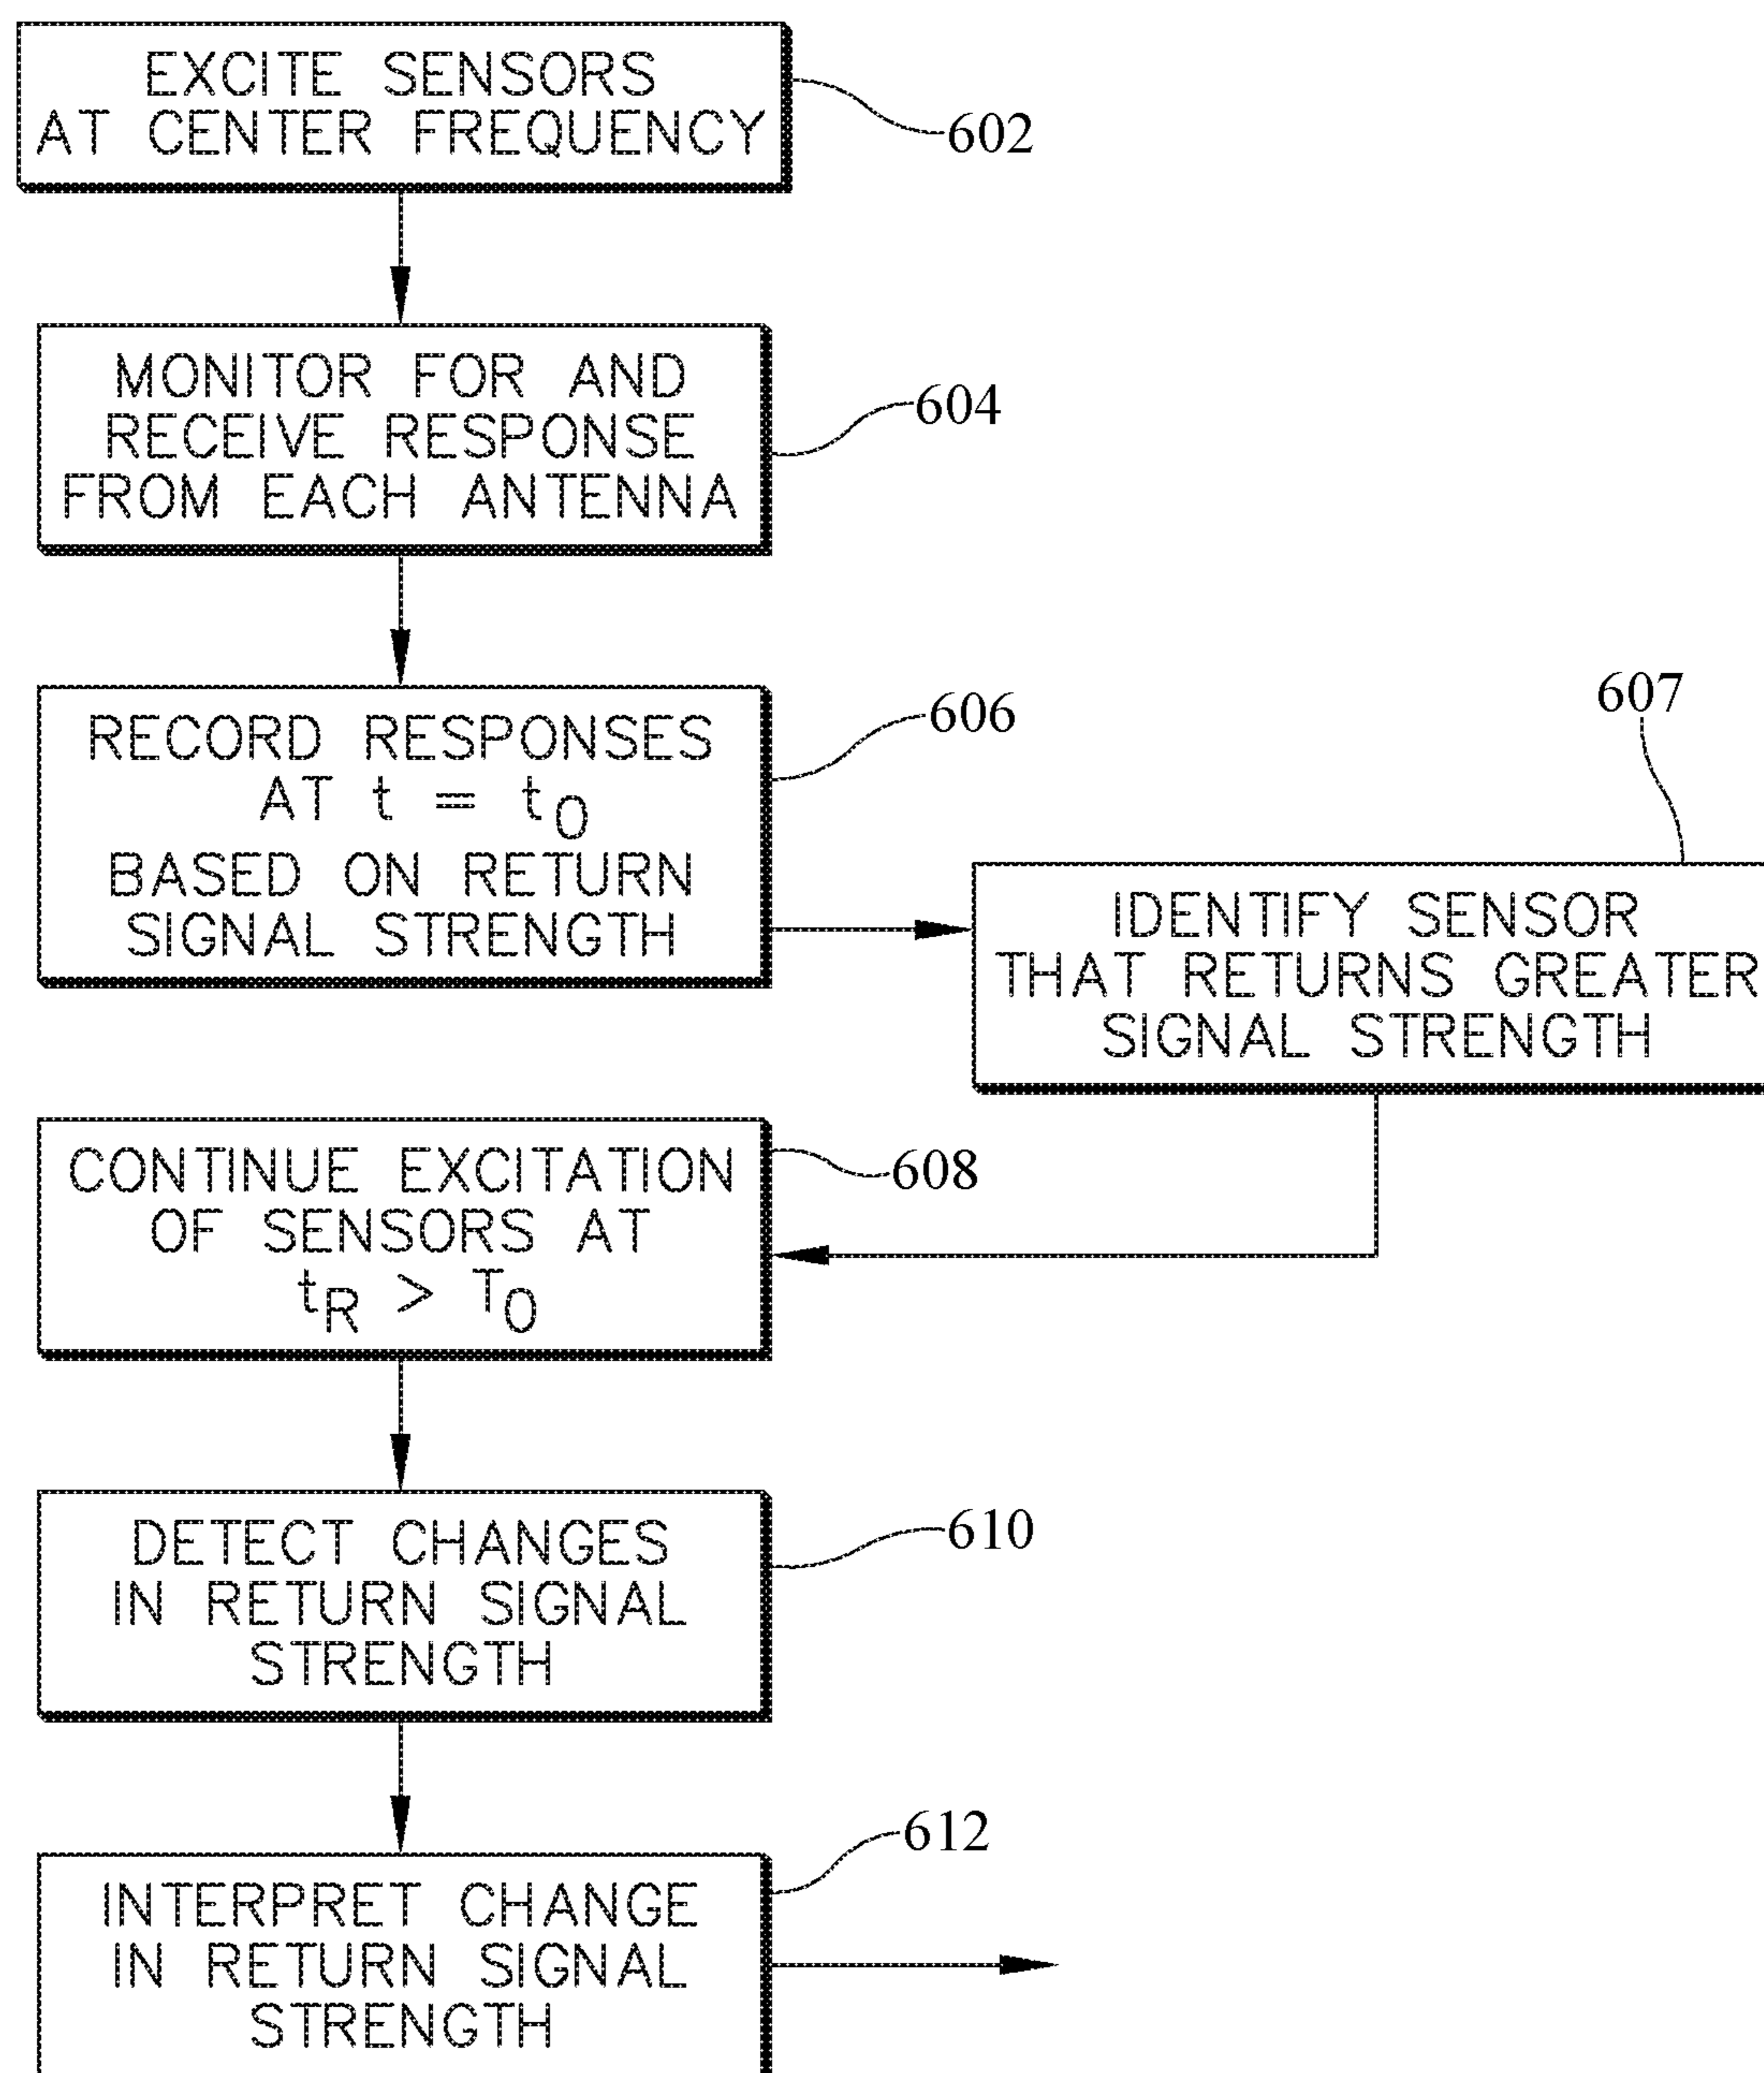 EXCITE SENSORS
AT CENTER FREQUENCY
602
MONITOR FOR AND
RECEIVE RESPONSE
FROM EACH ANTENNA
604
RECORD RESPONSES
AT t = t0
BASED ON RETURN
SIGNAL STRENGTH
606
607
IDENTIFY SENSOR
THAT RETURNS GREATER
SIGNAL STRENGTH
CONTINUE EXCITATION
OF SENSORS AT
tR > T0
608
DETECT CHANGES
IN RETURN SIGNAL
STRENGTH
610
INTERPRET CHANGE
IN RETURN SIGNAL
STRENGTH
612